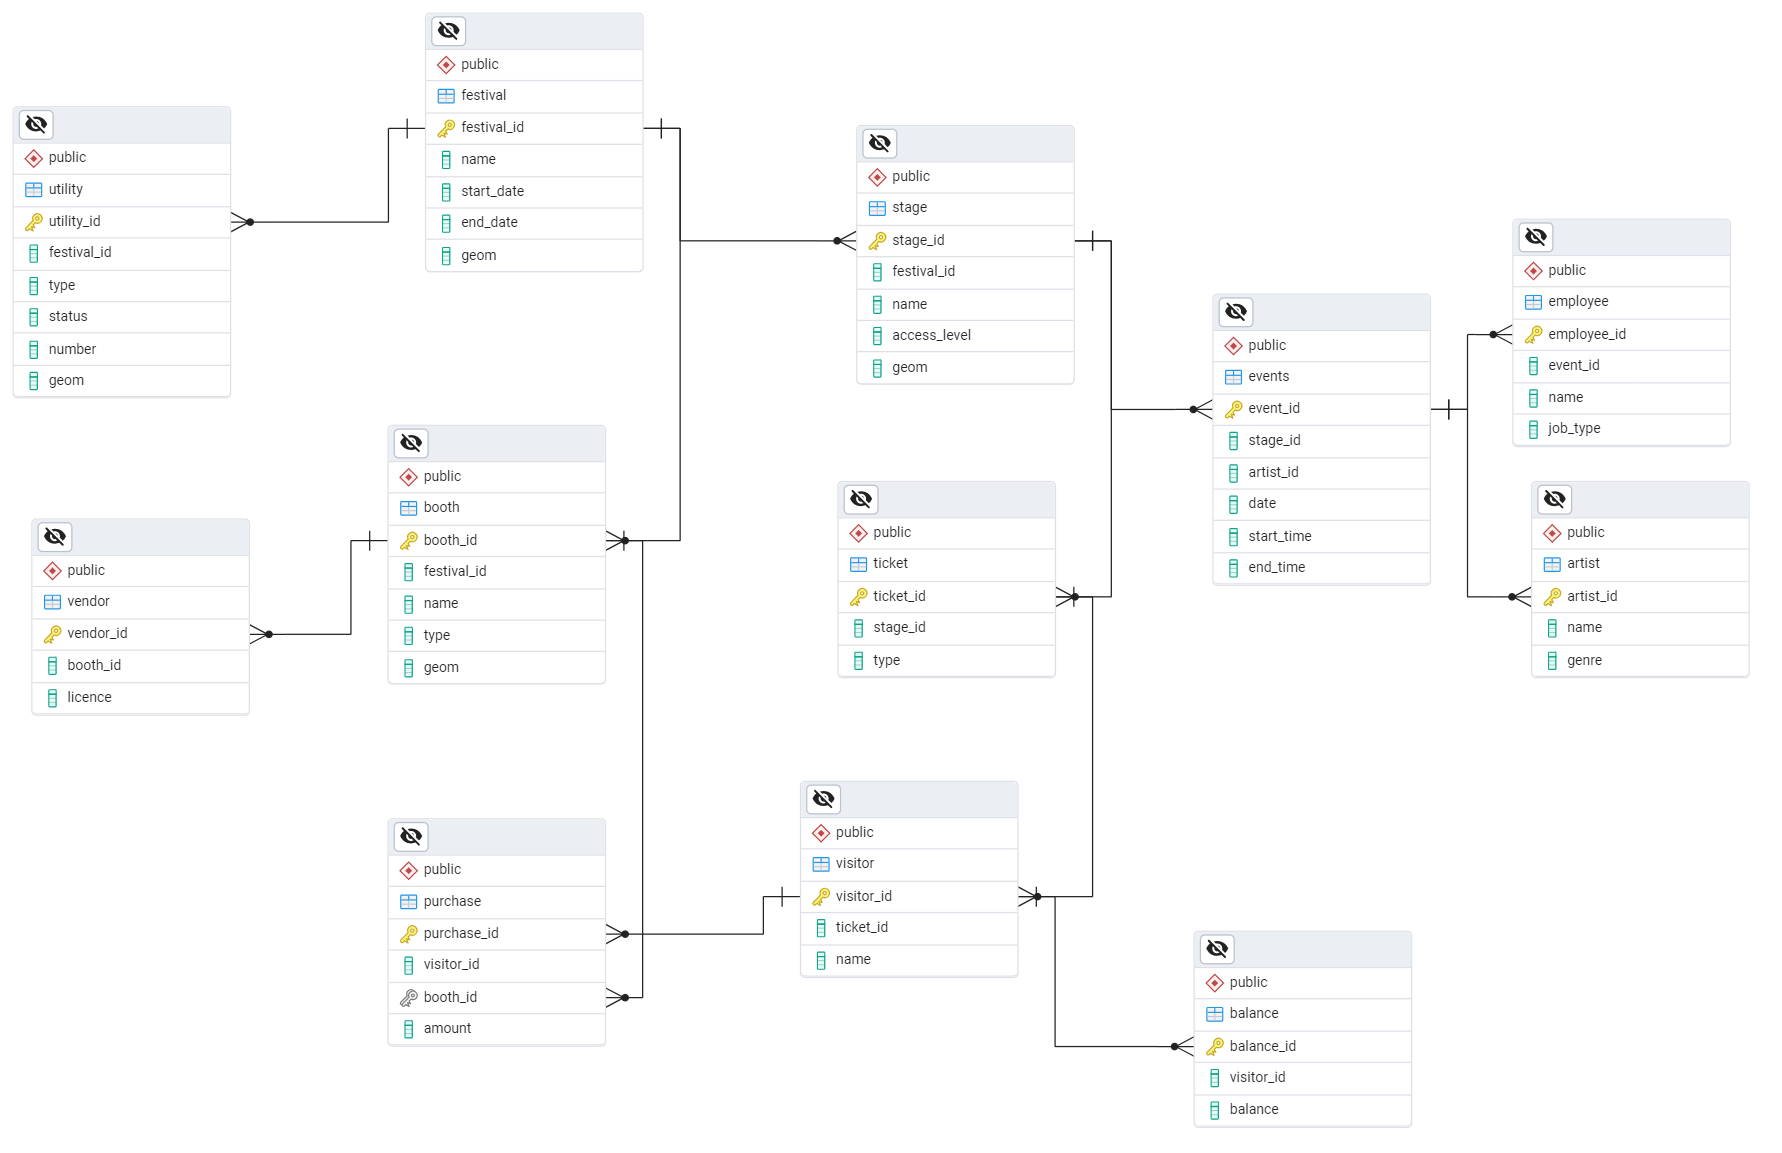 public
festival
festival_id
name
start_date
end_date
geom
public
utility
utility_id
festival_id
type
status
number
geom
public
stage
stage_id
festival_id
name
access_level
geom
public
employee
employee_id
event_id
name
job_type
public
events
event_id
stage_id
artist_id
date
start_time
end_time
public
booth
booth_id
festival_id
name
type
geom
public
ticket
ticket_id
stage_id
type
public
artist
artist_id
name
genre
public
vendor
vendor_id
booth_id
licence
public
visitor
visitor_id
ticket_id
name
public
purchase
purchase_id
visitor_id
booth_id
amount
public
balance
balance_id
visitor_id
balance